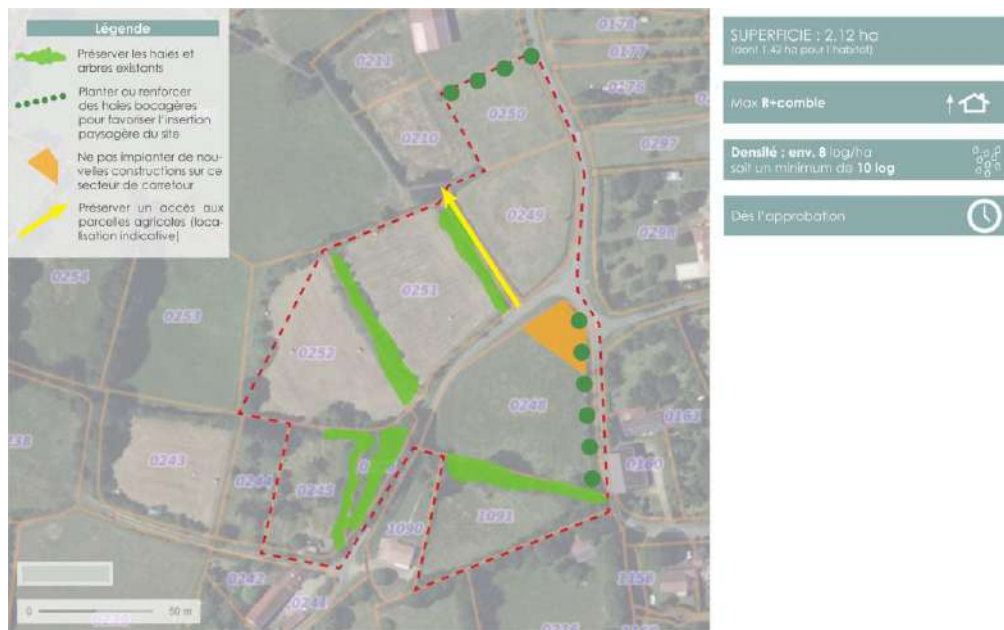 Légende
Préserver les haies et
arbres existants
Planter ou renforcer
des haies bocagères
pour favoriser l'insertion
paysagère du site
Ne pas implanter de nou-
velles constructions sur ce
secteur de carrefour
Préserver un accès aux
parcelles agricoles (loca-
lisation indicative)
SUPERFICIE : 2,12 ha
(dont 1,42 ha pour l'habitat)
Max R+comble
Densité : env. 8 log/ha
soit un minimum de 10 log
Dès l'approbation
0178
0177
0211
0276
0250
0210
0297
0249
0298
0254
0253
0251
0252
0248
0161
0243
0244
0245
0160
1091
1090
0242
0241
1158
0 50 m